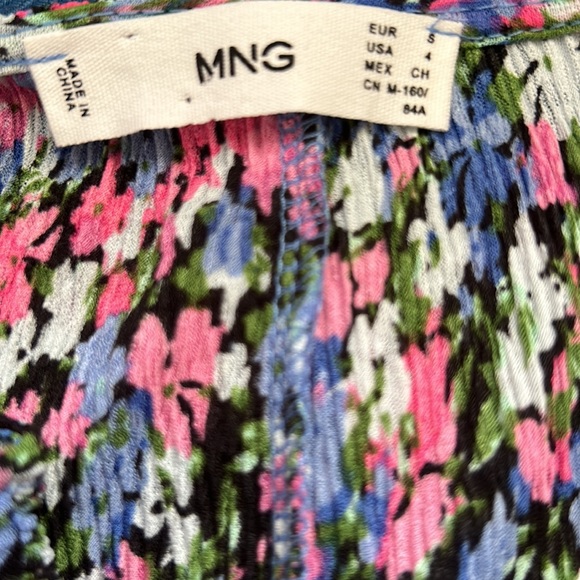 MNG
MADE IN
CHINA
EUR S
USA 4
MEX CH
CN M-160/
84A